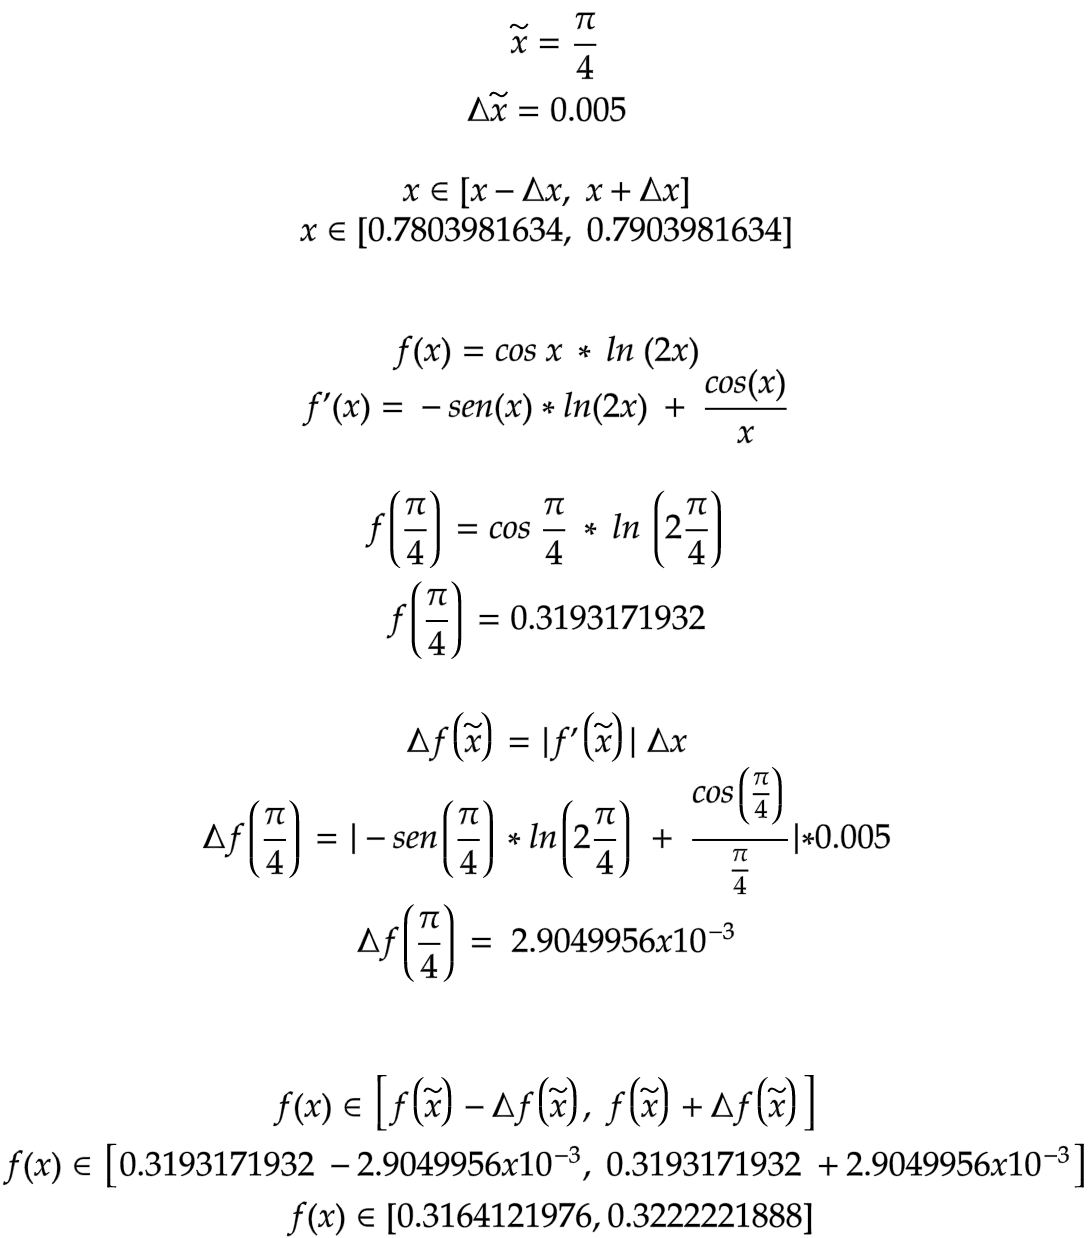 x̃ = π/4
Δx̃ = 0.005
x ∈ [x − Δx, x + Δx]
x ∈ [0.7803981634, 0.7903981634]
f(x) = cos x * ln (2x)
f′(x) = − sen(x) * ln(2x) + cos(x)/x
f(π/4) = cos π/4 * ln (2π/4)
f(π/4) = 0.3193171932
Δf(x̃) = |f′(x̃)| Δx
Δf(π/4) = | − sen(π/4) * ln(2π/4) + cos(π/4)/(π/4)|*0.005
Δf(π/4) = 2.9049956x10⁻³
f(x) ∈ [f(x̃) − Δf(x̃), f(x̃) + Δf(x̃)]
f(x) ∈ [0.3193171932 − 2.9049956x10⁻³, 0.3193171932 + 2.9049956x10⁻³]
f(x) ∈ [0.3164121976, 0.3222221888]